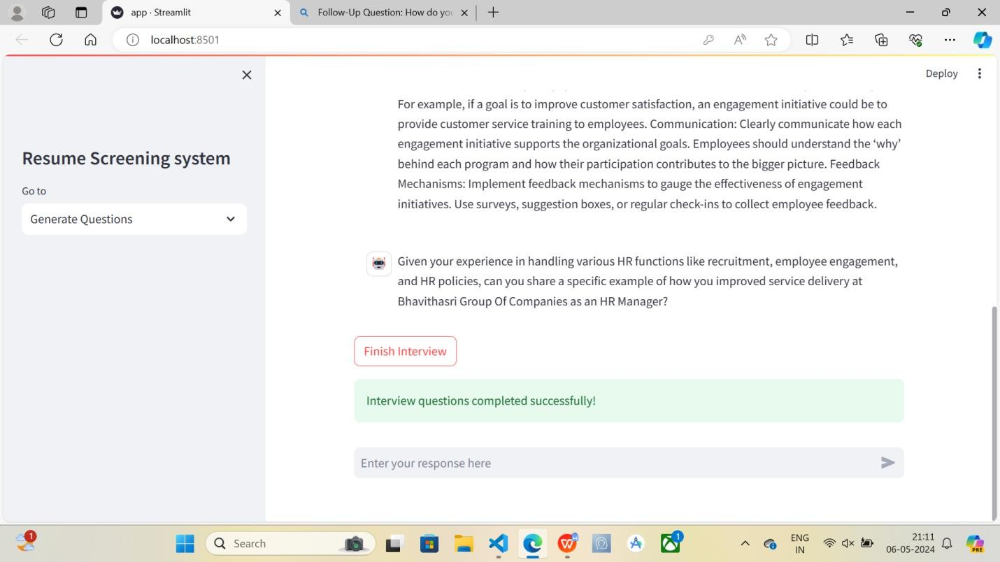 app · Streamlit
Follow-Up Question: How do you
localhost:8501
Deploy
Resume Screening system
Go to
Generate Questions
For example, if a goal is to improve customer satisfaction, an engagement initiative could be to
provide customer service training to employees. Communication: Clearly communicate how each
engagement initiative supports the organizational goals. Employees should understand the ‘why’
behind each program and how their participation contributes to the bigger picture. Feedback
Mechanisms: Implement feedback mechanisms to gauge the effectiveness of engagement
initiatives. Use surveys, suggestion boxes, or regular check-ins to collect employee feedback.
Given your experience in handling various HR functions like recruitment, employee engagement,
and HR policies, can you share a specific example of how you improved service delivery at
Bhavithasri Group Of Companies as an HR Manager?
Finish Interview
Interview questions completed successfully!
Enter your response here
1
Search
1
ENG
IN
21:11
06-05-2024
PRE